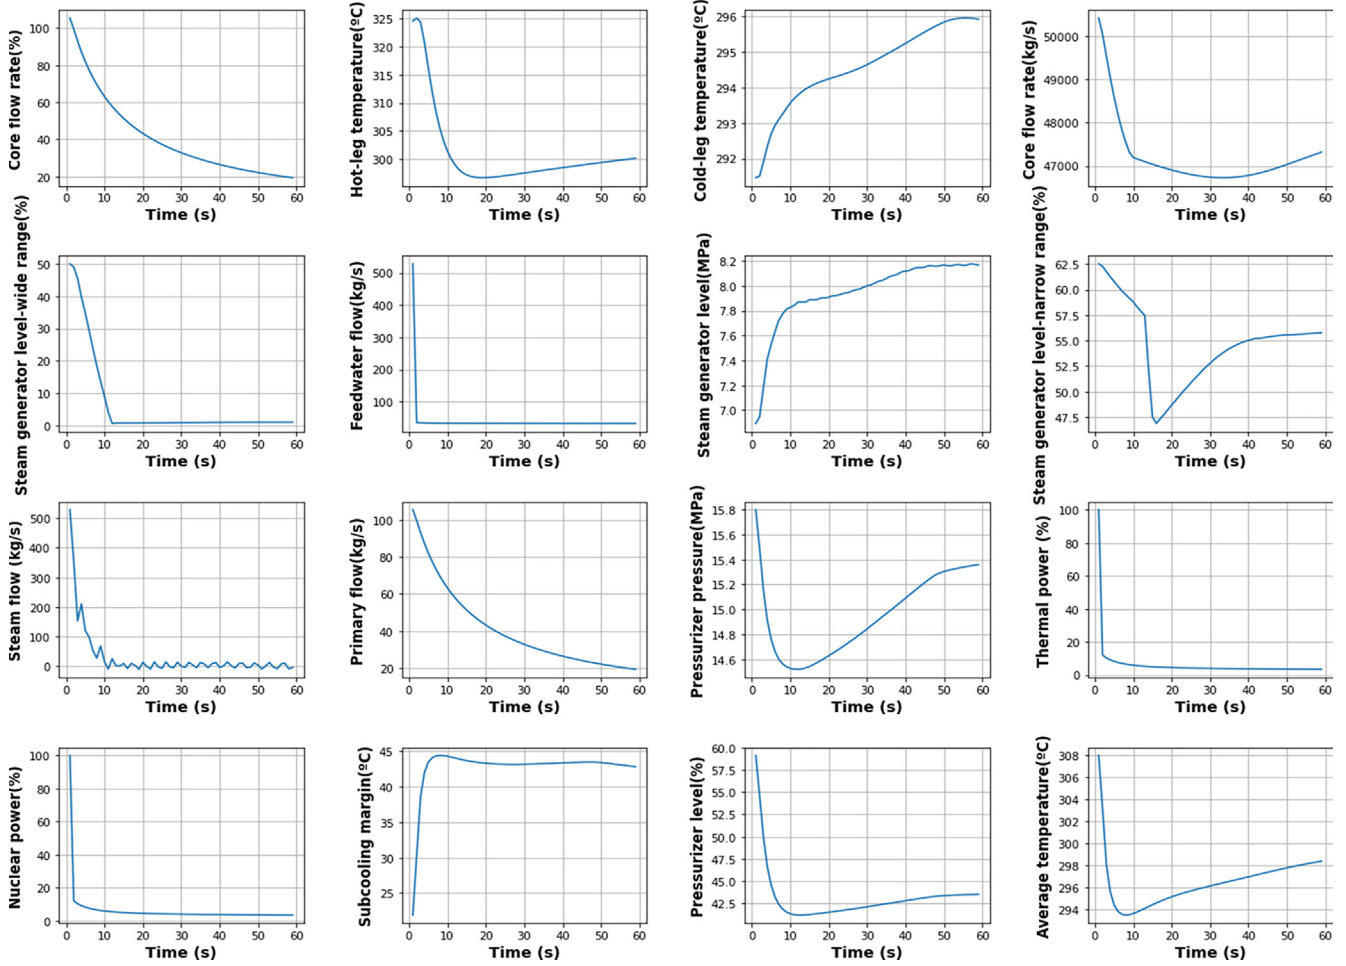 Core flow rate(%)
100
80
60
40
20
0 10 20 30 40 50 60
Time (s)
Hot-leg temperature(ºC)
325
320
315
310
305
300
0 10 20 30 40 50 60
Time (s)
Cold-leg temperature(ºC)
296
295
294
293
292
0 10 20 30 40 50 60
Time (s)
Core flow rate(kg/s)
50000
49000
48000
47000
0 10 20 30 40 50 60
Time (s)
Steam generator level-wide range(%)
50
40
30
20
10
0
0 10 20 30 40 50 60
Time (s)
Feedwater flow(kg/s)
500
400
300
200
100
0 10 20 30 40 50 60
Time (s)
Steam generator level(MPa)
8.2
8.0
7.8
7.6
7.4
7.2
7.0
0 10 20 30 40 50 60
Time (s)
Steam generator level-narrow range(%)
62.5
60.0
57.5
55.0
52.5
50.0
47.5
0 10 20 30 40 50 60
Time (s)
Steam flow (kg/s)
500
400
300
200
100
0
0 10 20 30 40 50 60
Time (s)
Primary flow(kg/s)
100
80
60
40
20
0 10 20 30 40 50 60
Time (s)
Pressurizer pressure(MPa)
15.8
15.6
15.4
15.2
15.0
14.8
14.6
0 10 20 30 40 50 60
Time (s)
Thermal power (%)
100
80
60
40
20
0
0 10 20 30 40 50 60
Time (s)
Nuclear power(%)
100
80
60
40
20
0
0 10 20 30 40 50 60
Time (s)
Subcooling margin(ºC)
45
40
35
30
25
0 10 20 30 40 50 60
Time (s)
Pressurizer level(%)
60.0
57.5
55.0
52.5
50.0
47.5
45.0
42.5
0 10 20 30 40 50 60
Time (s)
Average temperature(ºC)
308
306
304
302
300
298
296
294
0 10 20 30 40 50 60
Time (s)